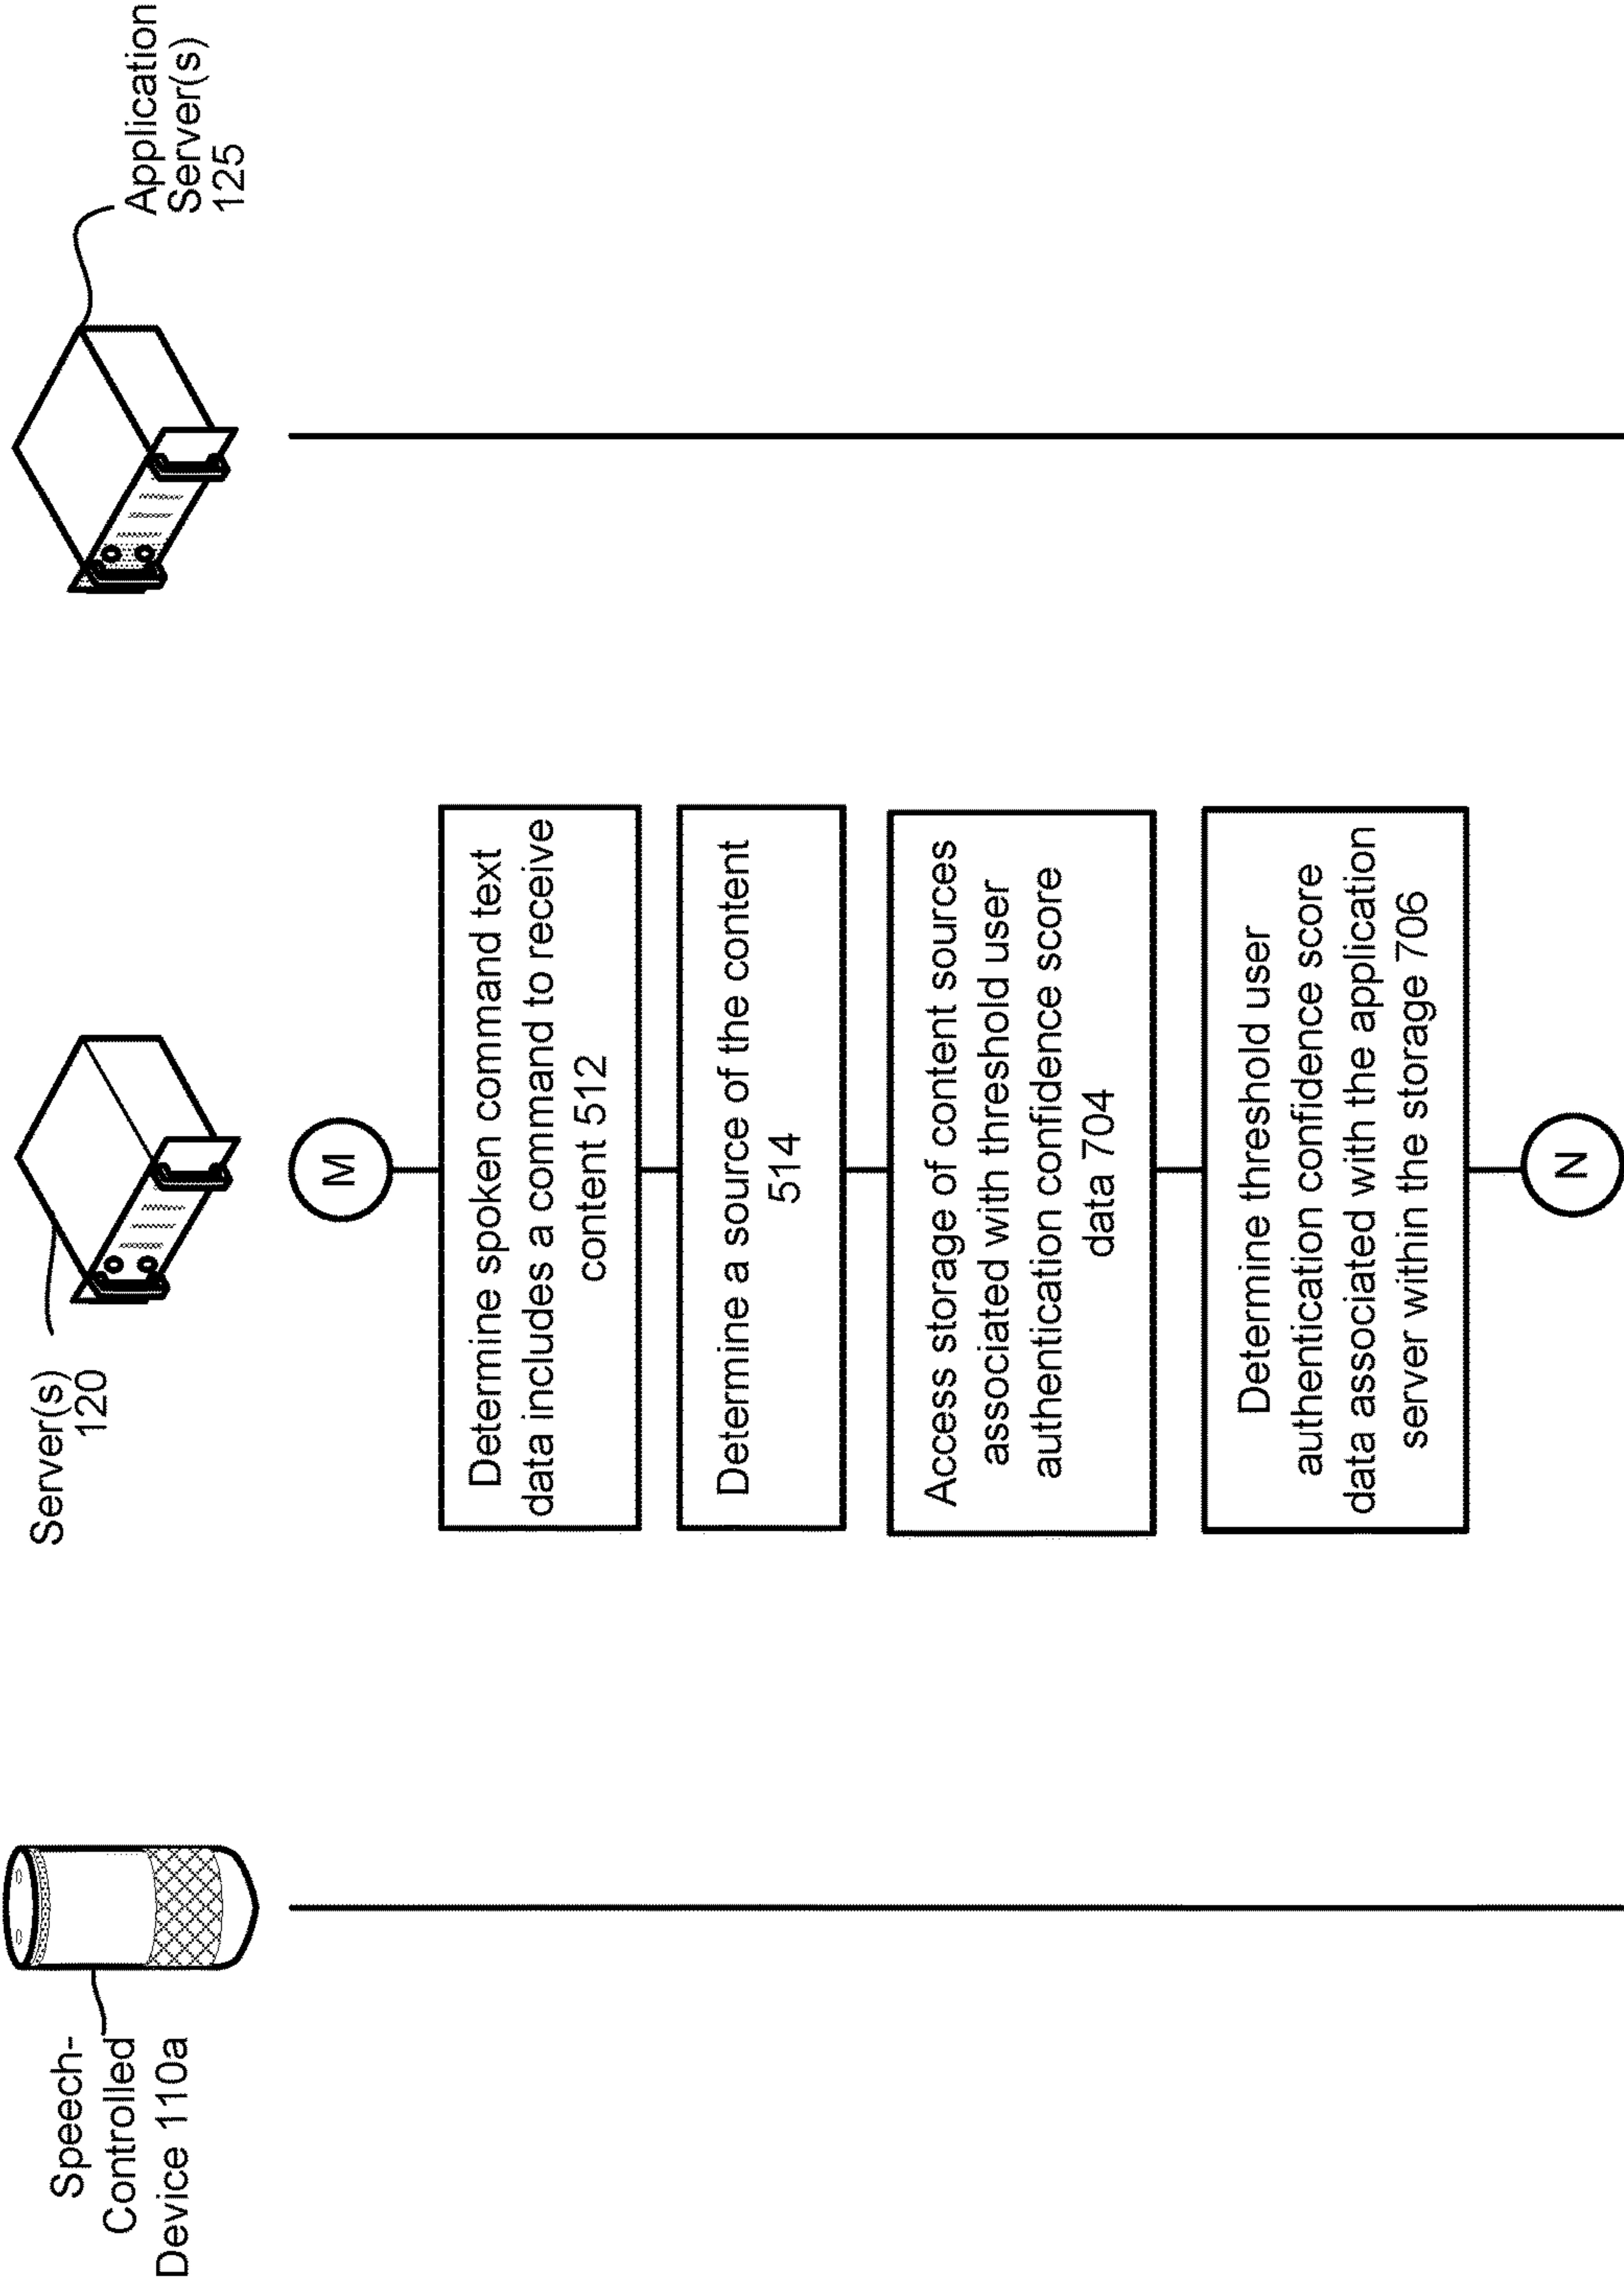 Speech-
Controlled
Device 110a
Server(s)
120
Application
Server(s)
125
M
Determine spoken command text
data includes a command to receive
content 512
Determine a source of the content
514
Access storage of content sources
associated with threshold user
authentication confidence score
data 704
Determine threshold user
authentication confidence score
data associated with the application
server within the storage 706
N